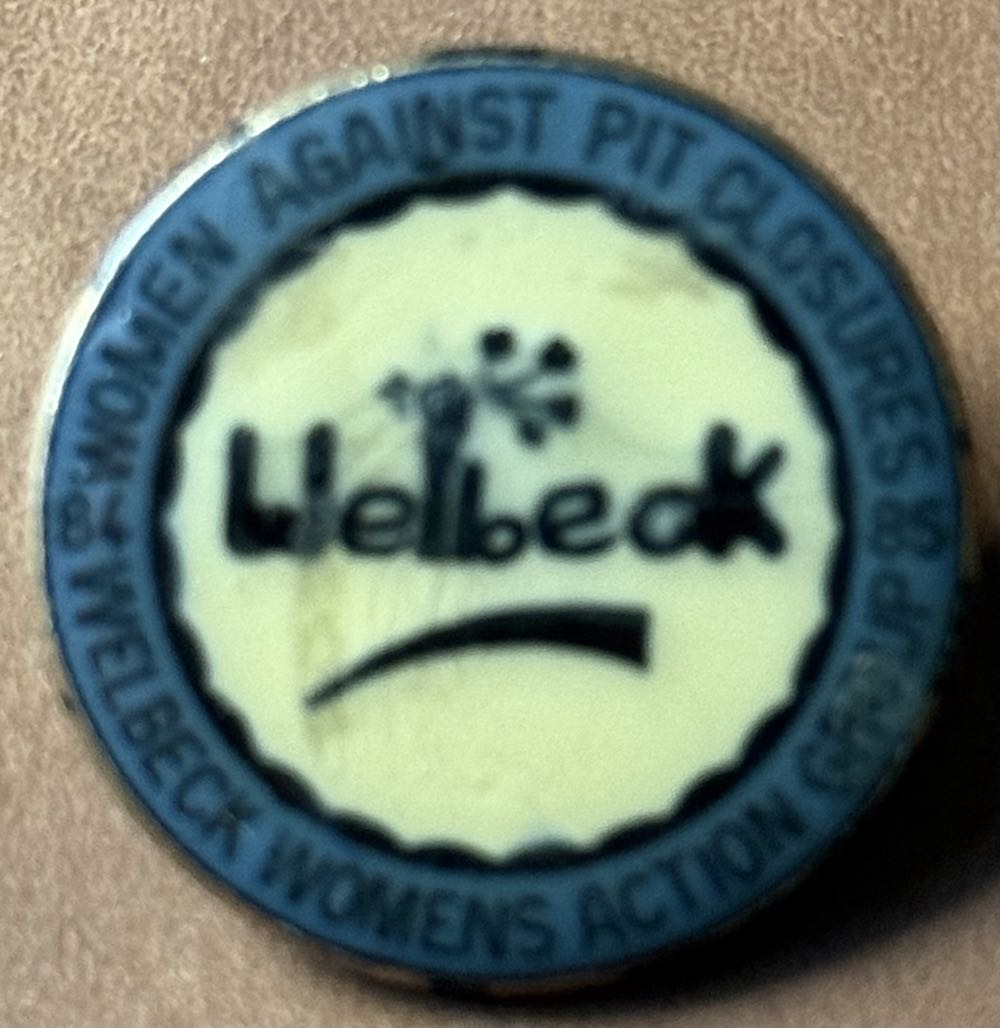 WOMEN AGAINST PIT CLOSURES
Welbeck
WELBECK WOMENS ACTION GROUP